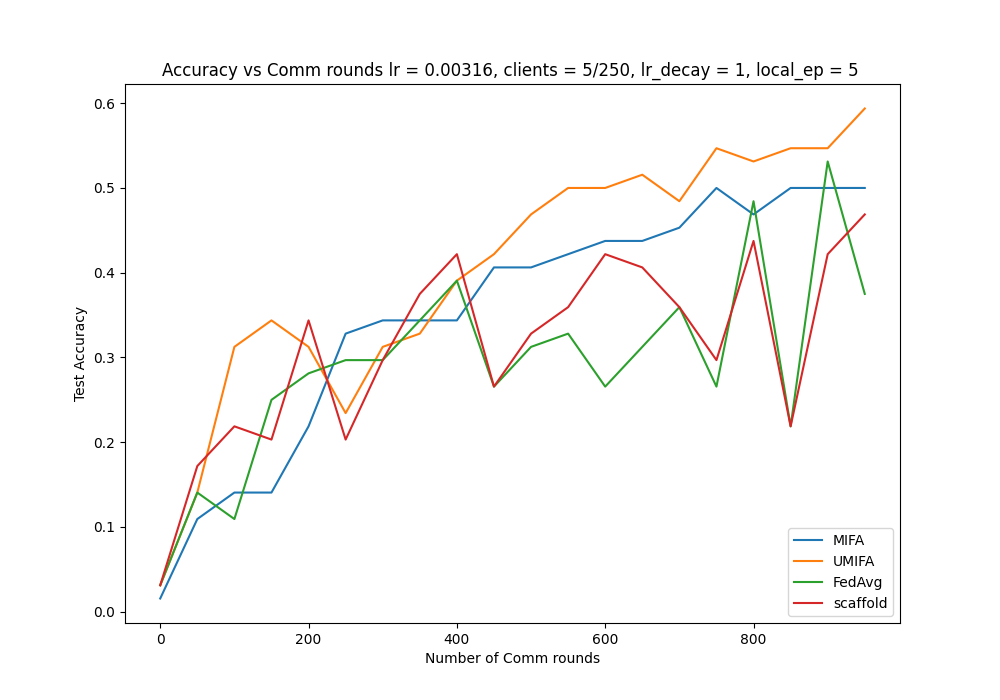 Accuracy vs Comm rounds lr = 0.00316, clients = 5/250, lr_decay = 1, local_ep = 5
0.6
0.5
0.4
0.3
0.2
0.1
0.0
Test Accuracy
0 200 400 600 800
Number of Comm rounds
MIFA
UMIFA
FedAvg
scaffold